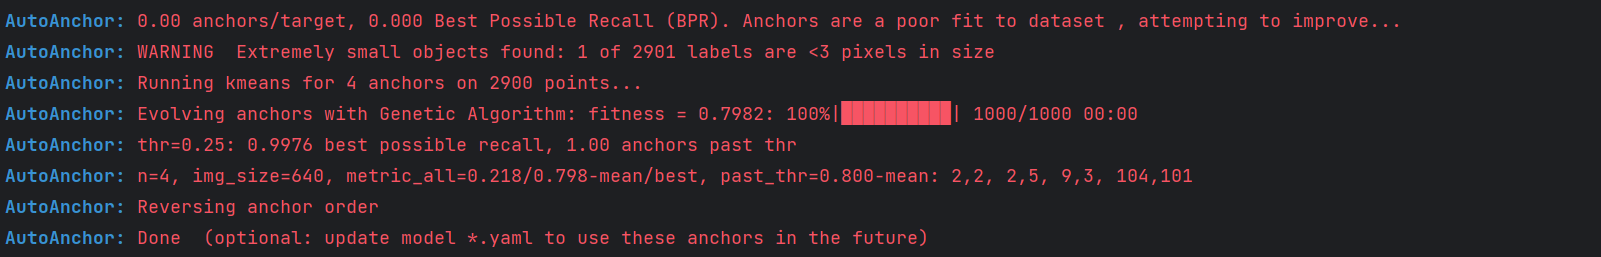 AutoAnchor: 0.00 anchors/target, 0.000 Best Possible Recall (BPR). Anchors are a poor fit to dataset , attempting to improve...
AutoAnchor: WARNING  Extremely small objects found: 1 of 2901 labels are <3 pixels in size
AutoAnchor: Running kmeans for 4 anchors on 2900 points...
AutoAnchor: Evolving anchors with Genetic Algorithm: fitness = 0.7982: 100%|██████████| 1000/1000 00:00
AutoAnchor: thr=0.25: 0.9976 best possible recall, 1.00 anchors past thr
AutoAnchor: n=4, img_size=640, metric_all=0.218/0.798-mean/best, past_thr=0.800-mean: 2,2, 2,5, 9,3, 104,101
AutoAnchor: Reversing anchor order
AutoAnchor: Done  (optional: update model *.yaml to use these anchors in the future)